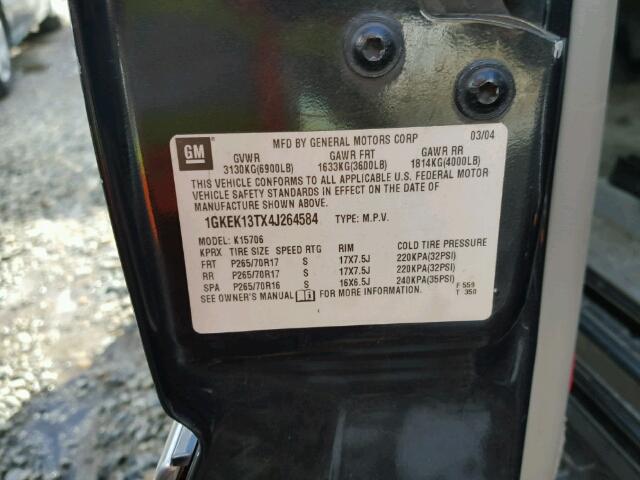 GM
MFD BY GENERAL MOTORS CORP 03/04
GVWR GAWR FRT GAWR RR
3130KG(6900LB) 1633KG(3600LB) 1814KG(4000LB)
THIS VEHICLE CONFORMS TO ALL APPLICABLE U.S. FEDERAL MOTOR
VEHICLE SAFETY STANDARDS IN EFFECT ON THE DATE OF
MANUFACTURE SHOWN ABOVE.
1GKEK13TX4J264584 TYPE: M.P.V.
MODEL: K15706
KPRX TIRE SIZE SPEED RTG RIM COLD TIRE PRESSURE
FRT P265/70R17 S 17X7.5J 220KPA(32PSI)
RR P265/70R17 S 17X7.5J 220KPA(32PSI)
SPA P265/70R16 S 16X6.5J 240KPA(35PSI) F 559
SEE OWNER'S MANUAL FOR MORE INFORMATION. T 350